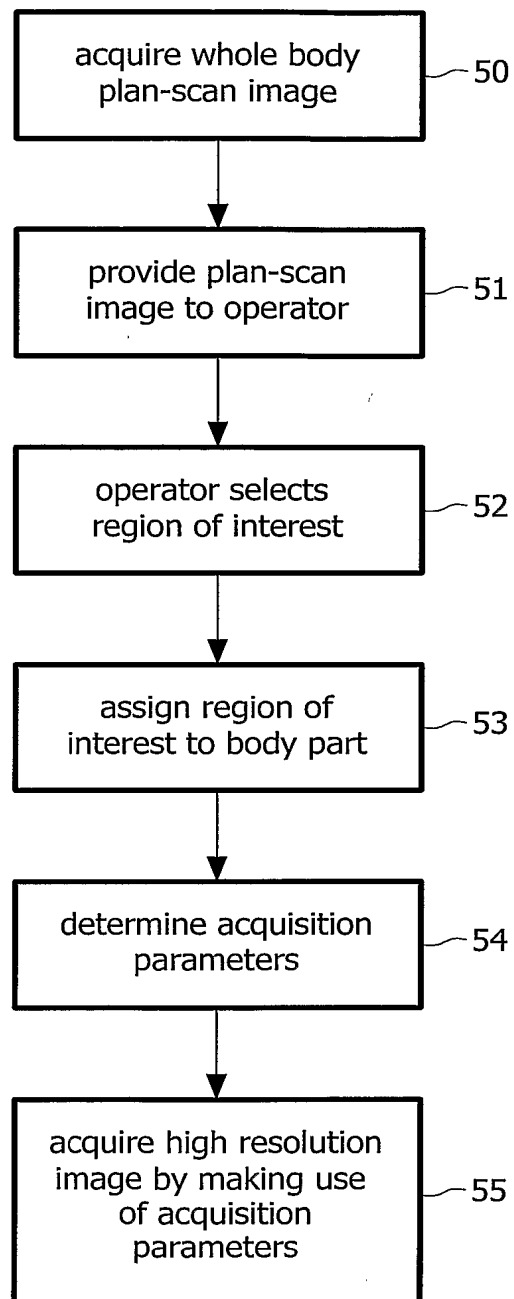 acquire whole body
plan-scan image
50
provide plan-scan
image to operator
51
operator selects
region of interest
52
assign region of
interest to body part
53
determine acquisition
parameters
54
acquire high resolution
image by making use
of acquisition
parameters
55